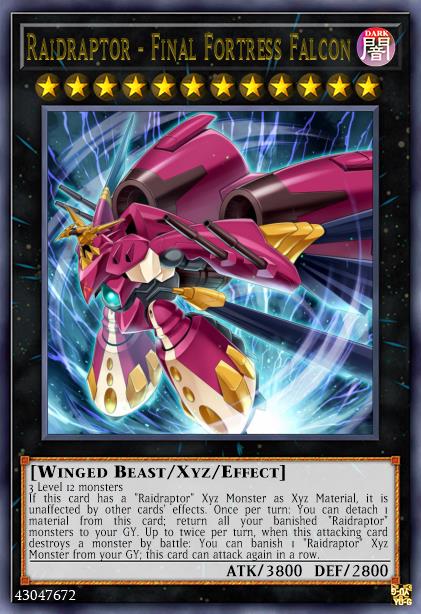 Raidraptor - Final Fortress Falcon
DARK
闇
[Winged Beast/Xyz/Effect]
3 Level 12 monsters
If this card has a "Raidraptor" Xyz Monster as Xyz Material, it is
unaffected by other cards' effects. Once per turn: You can detach 1
material from this card; return all your banished "Raidraptor"
monsters to your GY. Up to twice per turn, when this attacking card
destroys a monster by battle: You can banish 1 "Raidraptor" Xyz
Monster from your GY; this card can attack again in a row.
ATK/3800 DEF/2800
43047672